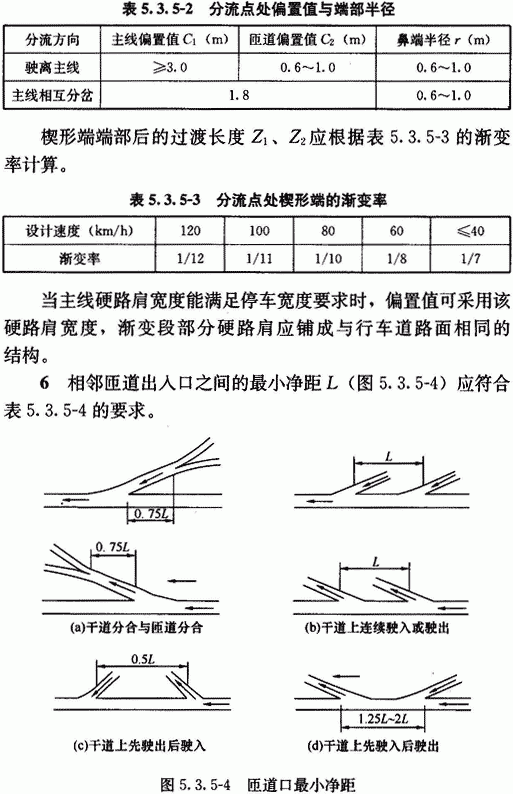 表 5.3.5-2 分流点处偏置值与端部半径
分流方向 主线偏置值 C₁（m） 匝道偏置值 C₂（m） 鼻端半径 r（m）
驶离主线 ≥3.0 0.6～1.0 0.6～1.0
主线相互分岔 1.8 0.6～1.0
楔形端端部后的过渡长度 Z₁、Z₂应根据表 5.3.5-3 的渐变
率计算。
表 5.3.5-3 分流点处楔形端的渐变率
设计速度（km/h） 120 100 80 60 ≤40
渐变率 1/12 1/11 1/10 1/8 1/7
当主线硬路肩宽度能满足停车宽度要求时，偏置值可采用该
硬路肩宽度，渐变段部分硬路肩应铺成与行车道路面相同的
结构。
6 相邻匝道出入口之间的最小净距 L（图 5.3.5-4）应符合
表 5.3.5-4 的要求。
0.75L
L
0.75L
L
(a)干道分合与匝道分合
(b)干道上连续驶入或驶出
0.5L
1.25L~2L
(c)干道上先驶出后驶入
(d)干道上先驶入后驶出
图 5.3.5-4 匝道口最小净距